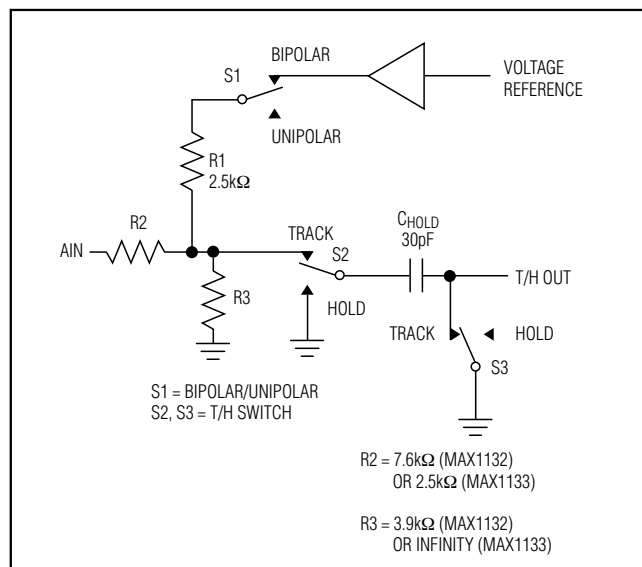 BIPOLAR
S1
VOLTAGE
REFERENCE
UNIPOLAR
R1
2.5kΩ
R2
AIN
TRACK
S2
CHOLD
30pF
T/H OUT
R3
HOLD
TRACK
HOLD
S3
S1 = BIPOLAR/UNIPOLAR
S2, S3 = T/H SWITCH
R2 = 7.6kΩ (MAX1132)
OR 2.5kΩ (MAX1133)
R3 = 3.9kΩ (MAX1132)
OR INFINITY (MAX1133)